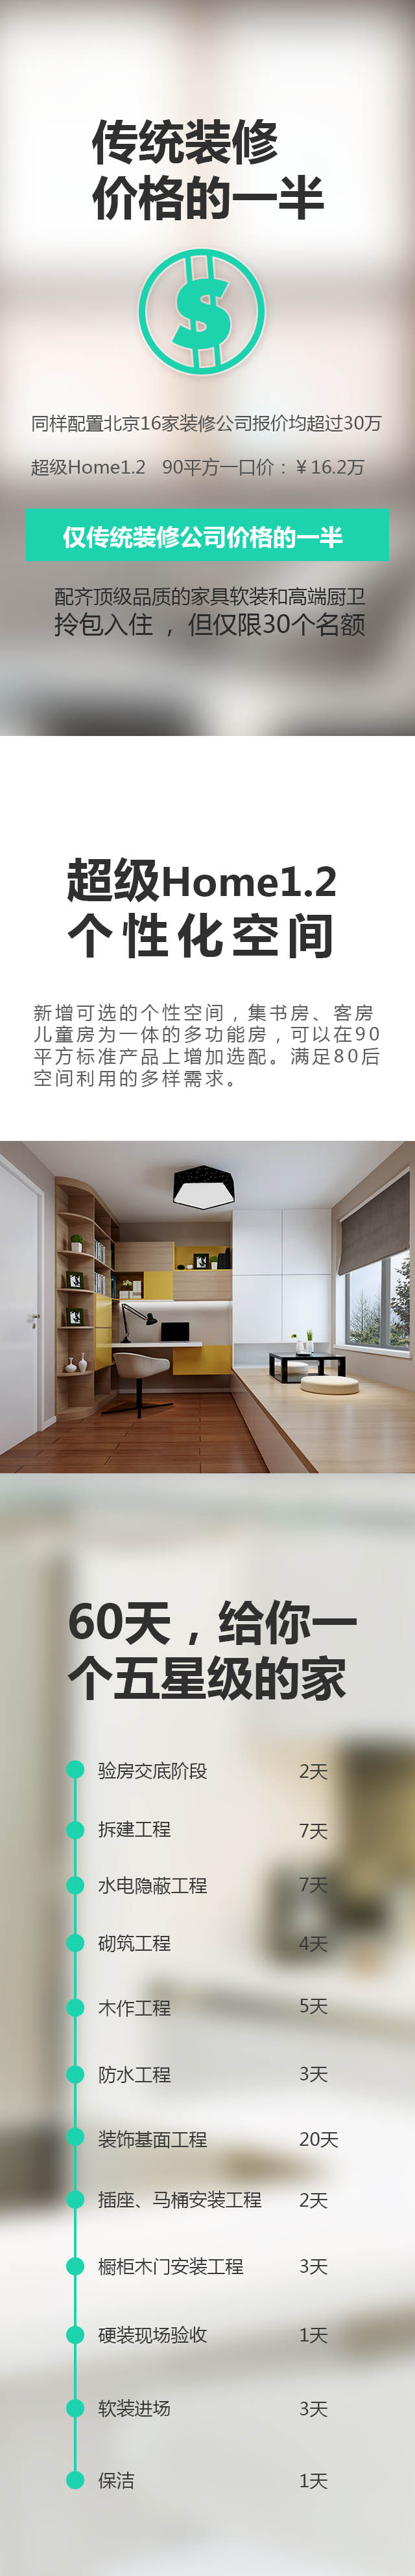 传统装修
价格的一半
$
同样配置北京16家装修公司报价均超过30万
超级Home1.2 90平方一口价：￥16.2万
仅传统装修公司价格的一半
配齐顶级品质的家具软装和高端厨卫
拎包入住 ，但仅限30个名额
超级Home1.2
个性化空间
新增可选的个性空间，集书房、客房
儿童房为一体的多功能房，可以在90
平方标准产品上增加选配。满足80后
空间利用的多样需求。
60天，给你一
个五星级的家
验房交底阶段 2天
拆建工程 7天
水电隐蔽工程 7天
砌筑工程 4天
木作工程 5天
防水工程 3天
装饰基面工程 20天
插座、马桶安装工程 2天
橱柜木门安装工程 3天
硬装现场验收 1天
软装进场 3天
保洁 1天